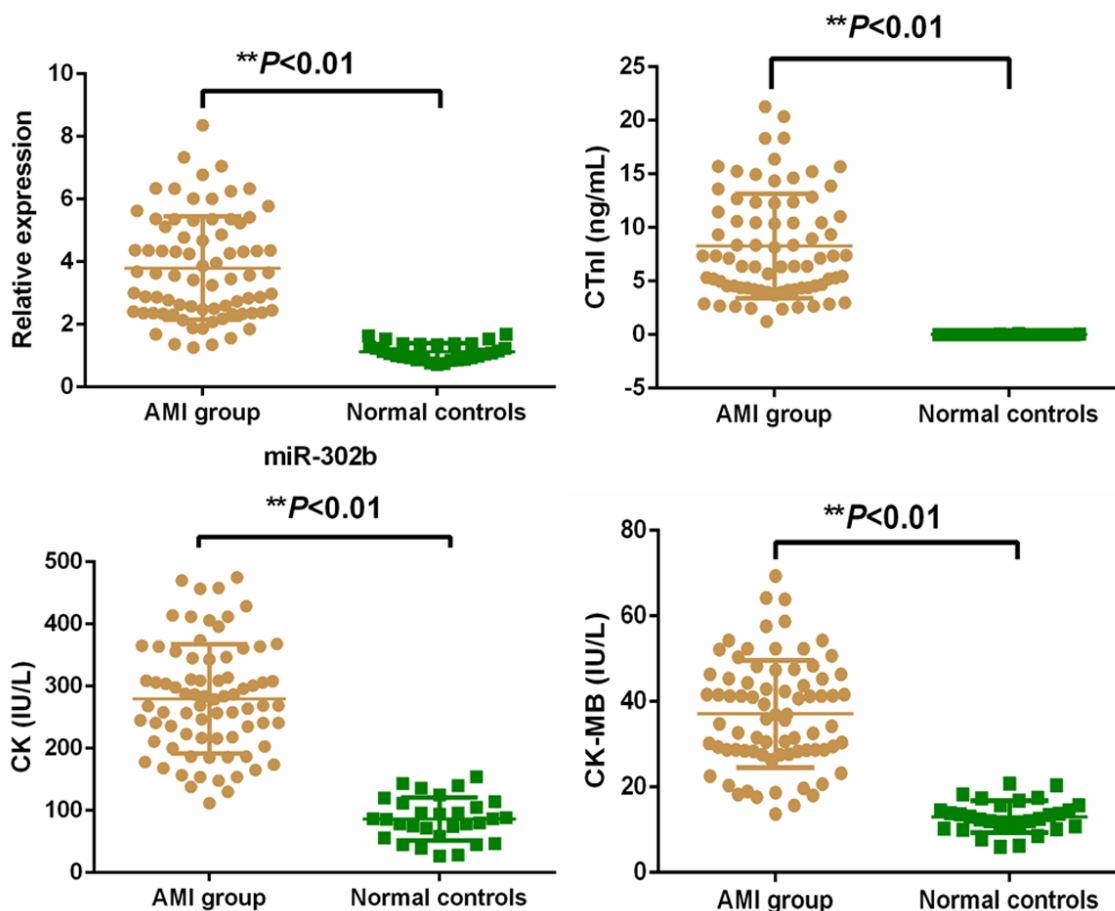 **P<0.01
10
8
6
4
2
0
Relative expression
AMI group Normal controls
miR-302b
**P<0.01
25
20
15
10
5
0
-5
CTnI (ng/mL)
AMI group Normal controls
**P<0.01
500
400
300
200
100
0
CK (IU/L)
AMI group Normal controls
**P<0.01
80
60
40
20
0
CK-MB (IU/L)
AMI group Normal controls